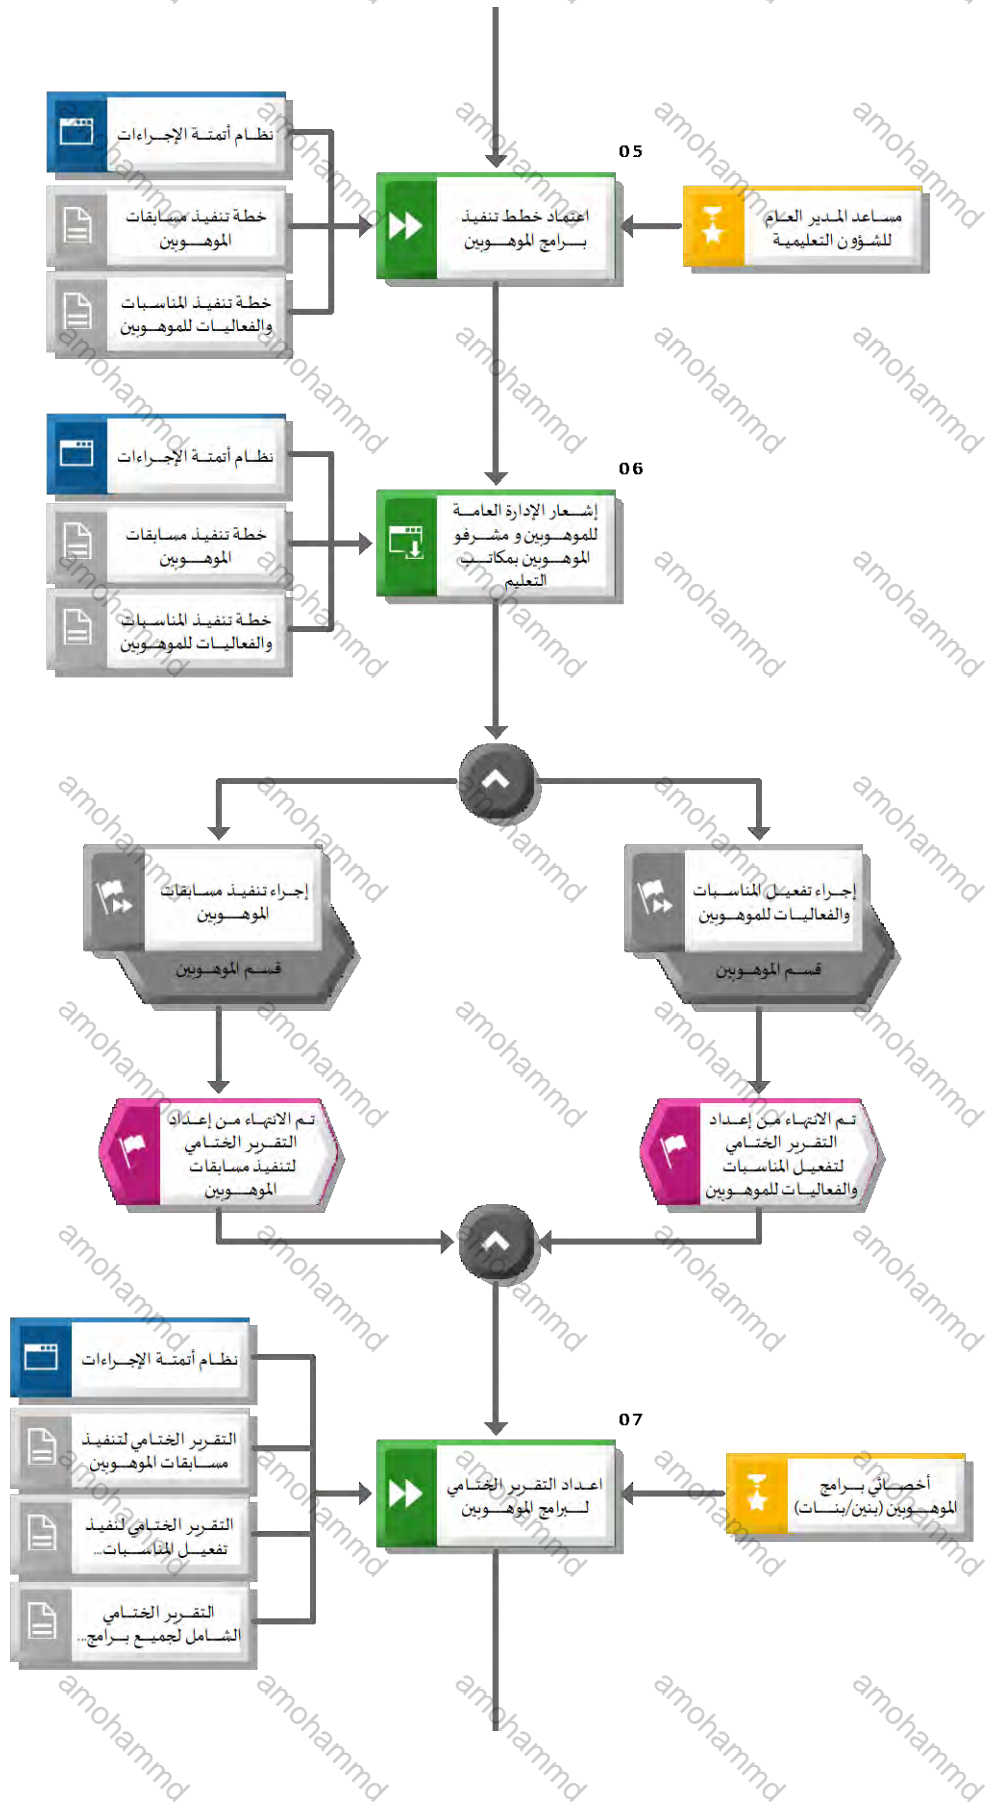 05
مساعد المدير العام
للشؤون التعليمية
اعتماد خطط تنفيذ
برامج الموهوبين
نظام أتمتة الإجراءات
خطة تنفيذ مسابقات
الموهوبين
خطة تنفيذ المناسبات
والفعاليات للموهوبين
06
إشعار الإدارة العامة
للموهوبين و مشرفو
الموهوبين بمكاتب
التعليم
نظام أتمتة الإجراءات
خطة تنفيذ مسابقات
الموهوبين
خطة تنفيذ المناسبات
والفعاليات للموهوبين
إجراء تفعيل المناسبات
والفعاليات للموهوبين
قسم الموهوبين
إجراء تنفيذ مسابقات
الموهوبين
قسم الموهوبين
تم الانتهاء من إعداد
التقرير الختامي
لتفعيل المناسبات
والفعاليات للموهوبين
تم الانتهاء من إعداد
التقرير الختامي
لتنفيذ مسابقات
الموهوبين
07
أخصائي برامج
الموهوبين (بنين/بنات)
اعداد التقرير الختامي
لبرامج الموهوبين
نظام أتمتة الإجراءات
التقرير الختامي لتنفيذ
مسابقات الموهوبين
التقرير الختامي لتنفيذ
تفعيل المناسبات...
التقرير الختامي
الشامل لجميع برامج...
amohammd